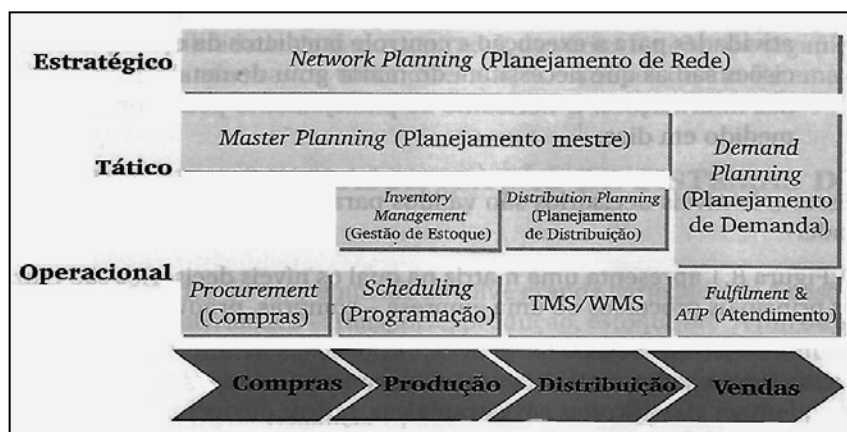 Estratégico
Network Planning (Planejamento de Rede)
Tático
Master Planning (Planejamento mestre)
Demand
Planning
(Planejamento
de Demanda)
Inventory
Management
(Gestão de Estoque)
Distribution Planning
(Planejamento
de Distribuição)
Operacional
Procurement
(Compras)
Scheduling
(Programação)
TMS/WMS
Fulfilment &
ATP (Atendimento)
Compras
Produção
Distribuição
Vendas